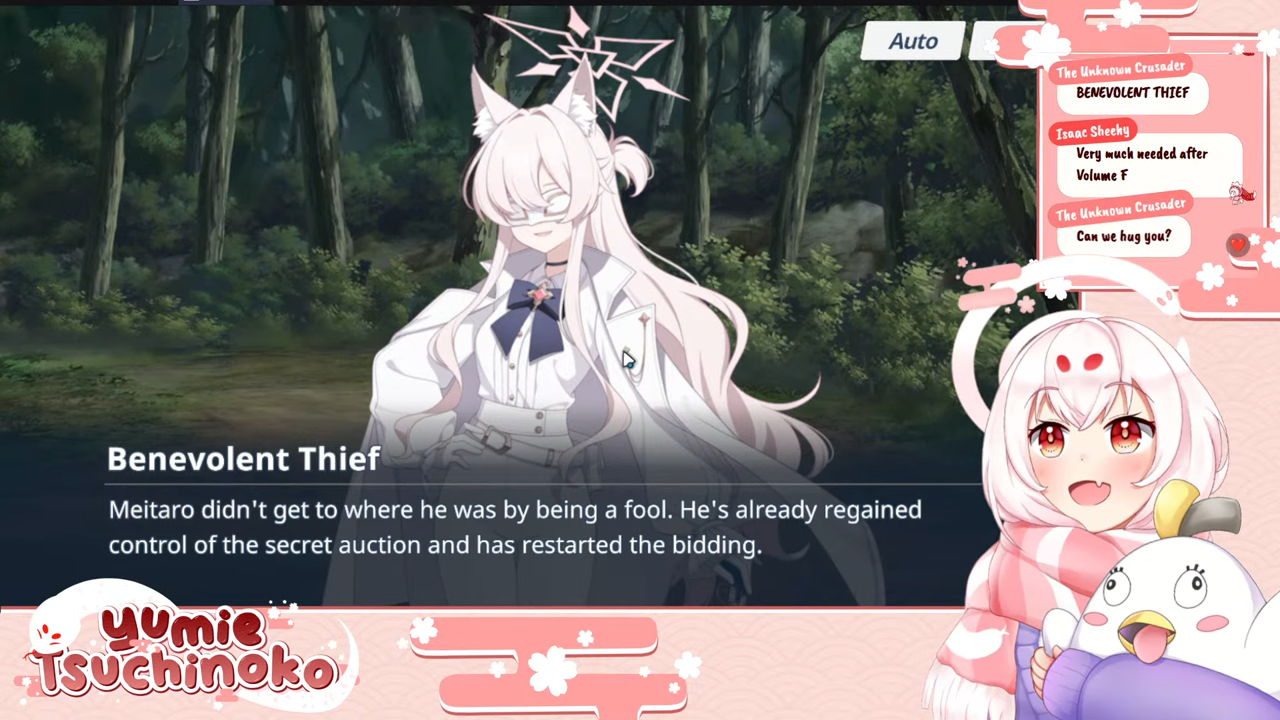 Auto
The Unknown Crusader
BENEVOLENT THIEF
Isaac Sheehy
Very much needed after
Volume F
The Unknown Crusader
Can we hug you?
Benevolent Thief
Meitaro didn't get to where he was by being a fool. He's already regained
control of the secret auction and has restarted the bidding.
yumie
Tsuchinoko